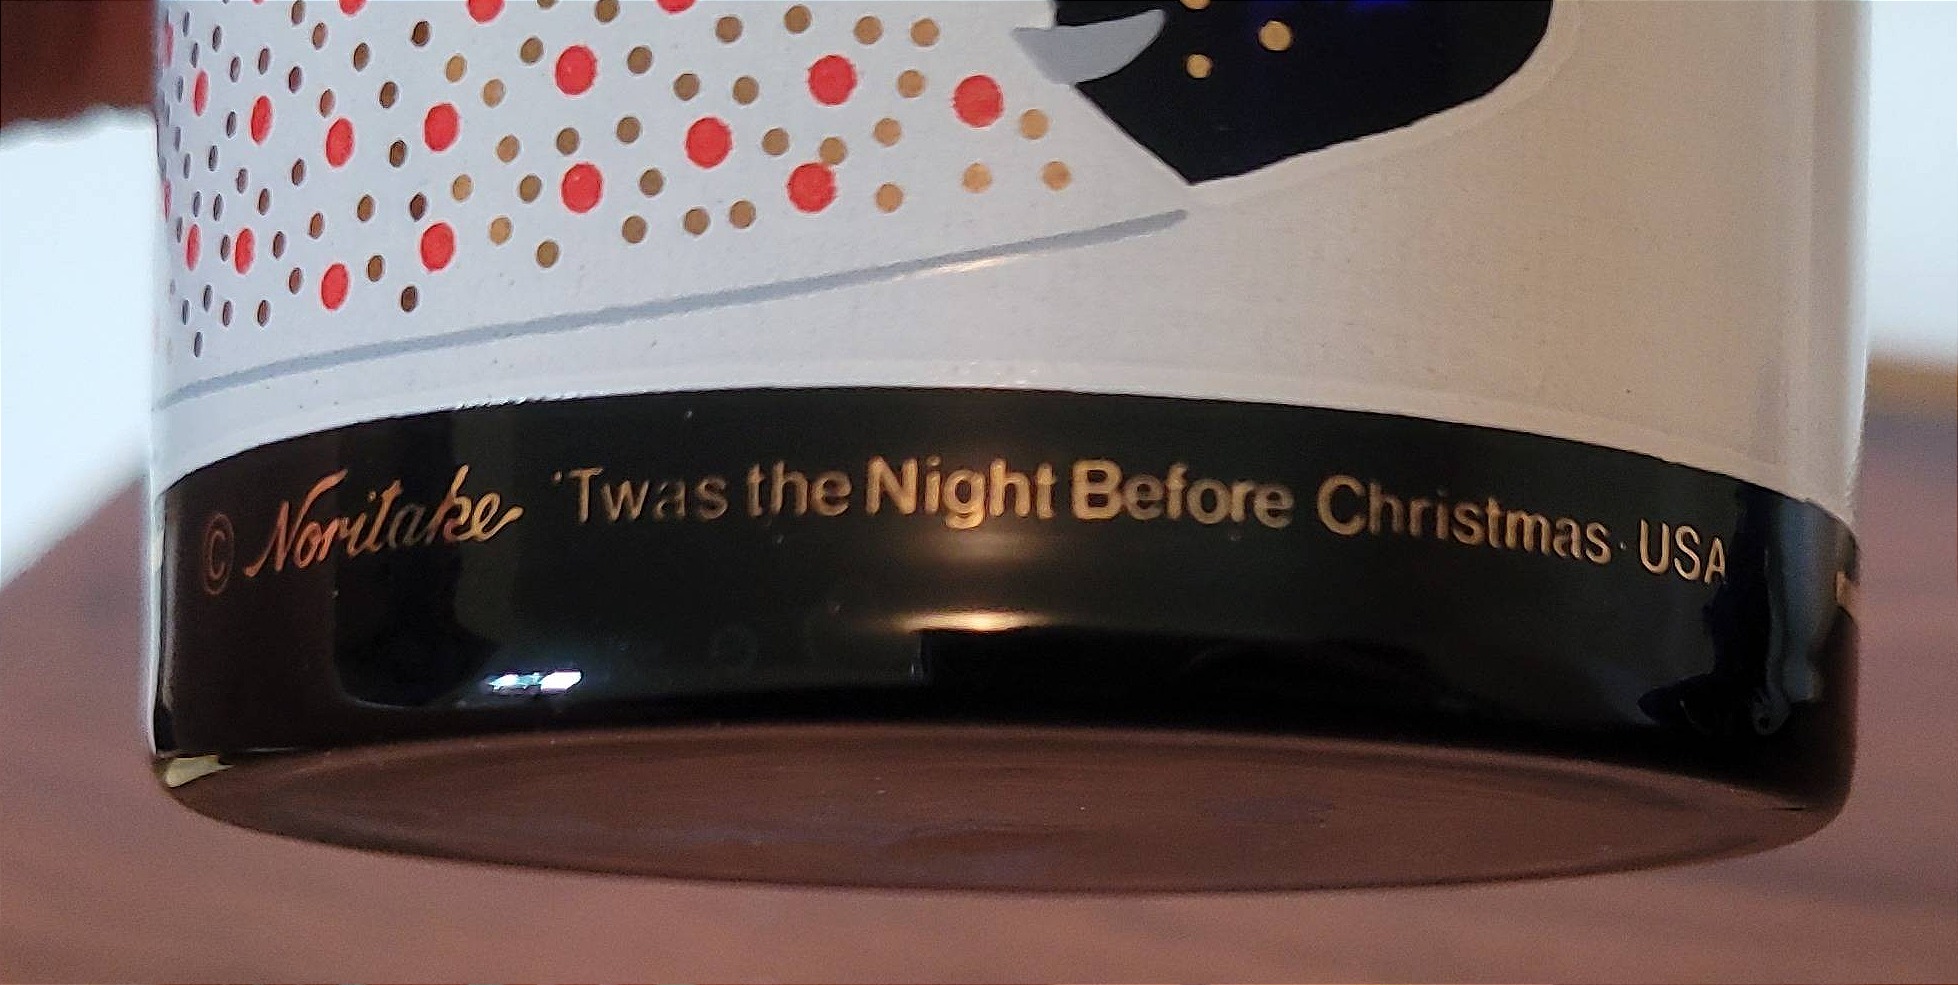 © Noritake 'Twas the Night Before Christmas · USA